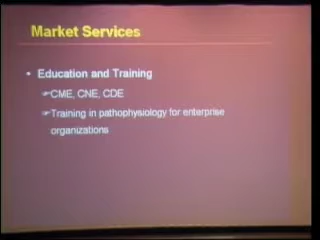 Market Services
• Education and Training
☞CME, CNE, CDE
☞Training in pathophysiology for enterprise
organizations